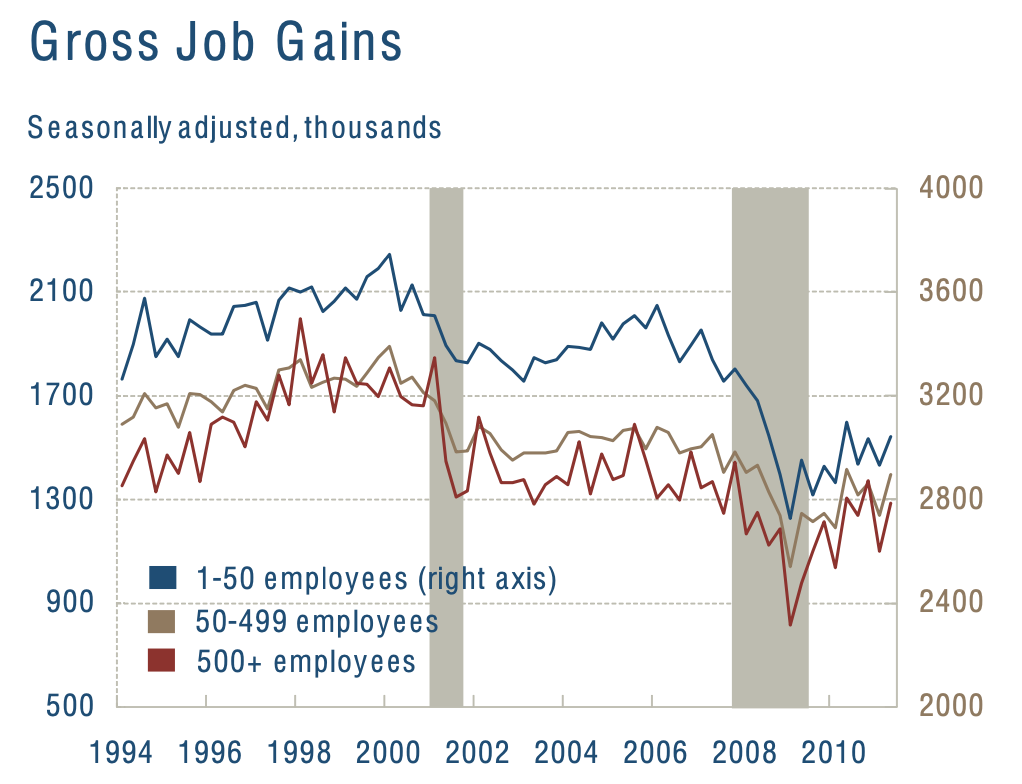 Gross Job Gains
Seasonally adjusted, thousands
2500
4000
2100
3600
1700
3200
1300
2800
1-50 employees (right axis)
900
2400
50-499 employees
500+ employees
500
2000
1994 1996 1998 2000 2002 2004 2006 2008 2010